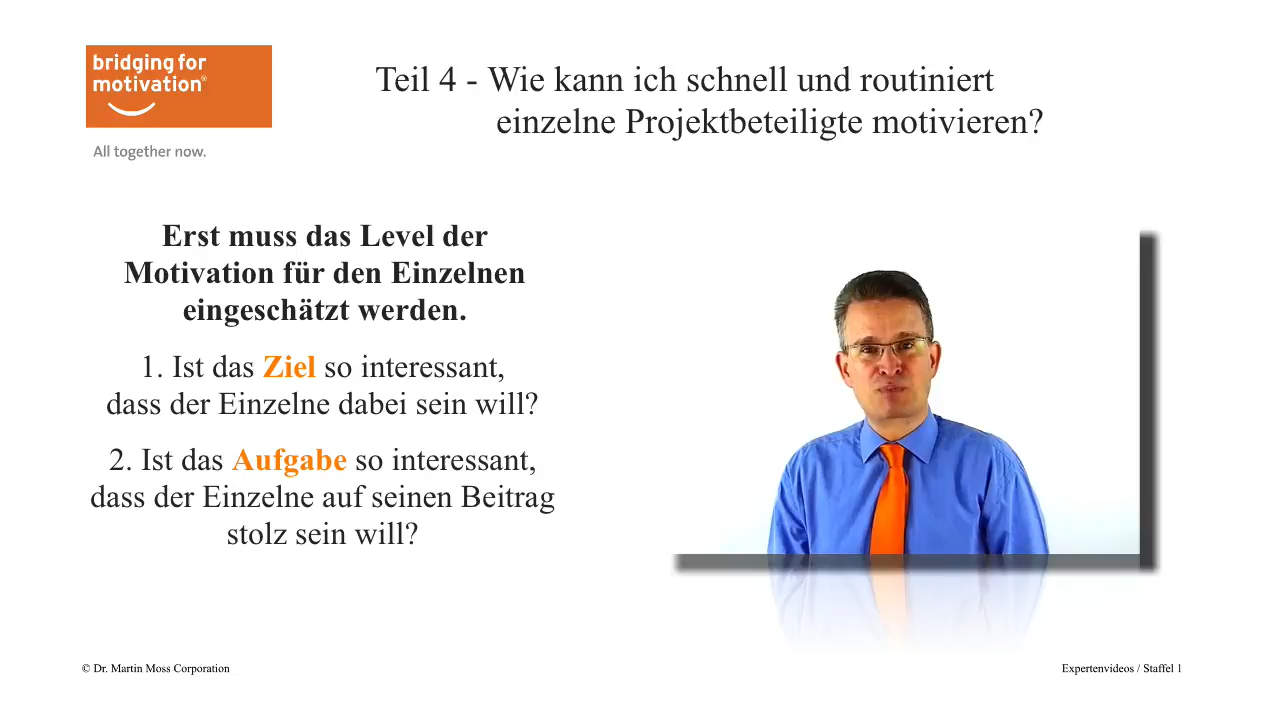 bridging for
motivation®
All together now.
Teil 4 - Wie kann ich schnell und routiniert
einzelne Projektbeteiligte motivieren?
Erst muss das Level der
Motivation für den Einzelnen
eingeschätzt werden.
1. Ist das Ziel so interessant,
dass der Einzelne dabei sein will?
2. Ist das Aufgabe so interessant,
dass der Einzelne auf seinen Beitrag
stolz sein will?
© Dr. Martin Moss Corporation
Expertenvideos / Staffel 1